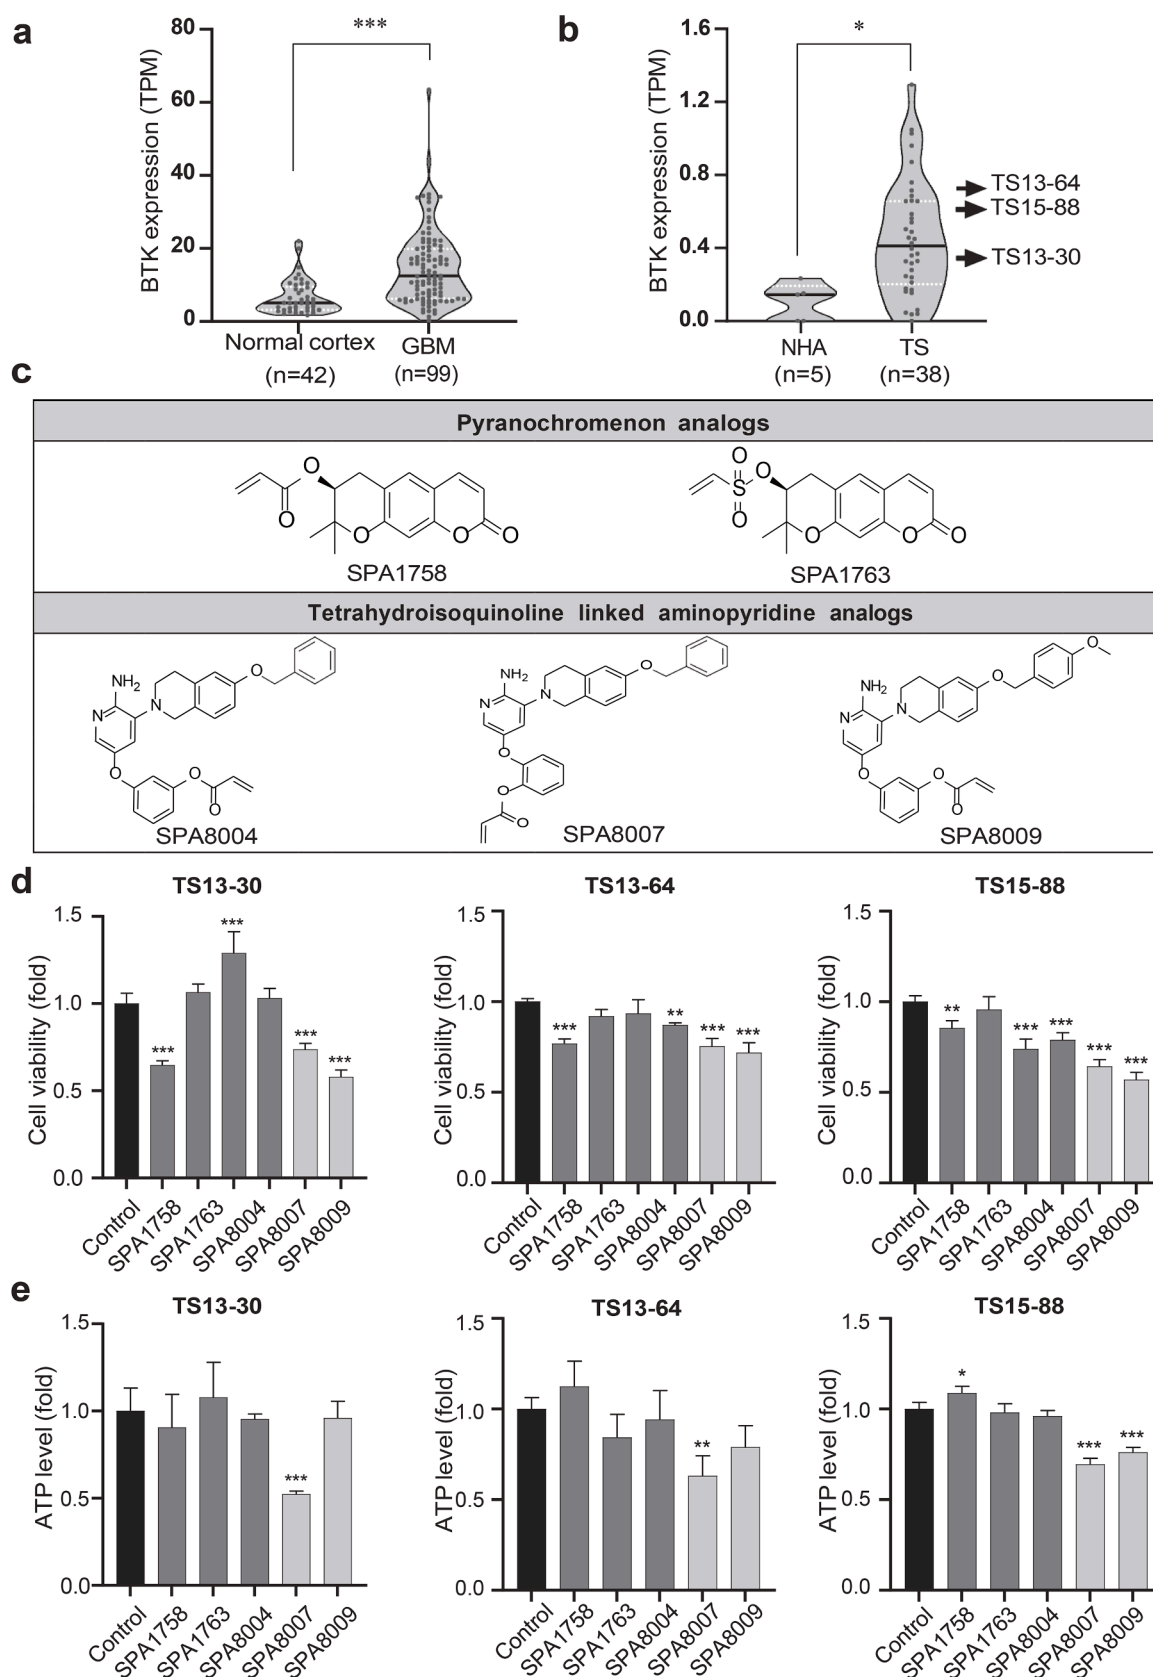 a
80
60
40
20
0
BTK expression (TPM)
***
Normal cortex
(n=42)
GBM
(n=99)
b
1.6
1.2
0.8
0.4
0.0
BTK expression (TPM)
*
TS13-64
TS15-88
TS13-30
NHA
(n=5)
TS
(n=38)
c
Pyranochromenon analogs
O
O
O
O
O
SPA1758
O
S
O
O
O
O
O
SPA1763
Tetrahydroisoquinoline linked aminopyridine analogs
NH2
N
N
O
O
O
O
SPA8004
NH2
N
N
O
O
O
O
SPA8007
NH2
N
N
O
O
O
O
O
SPA8009
d
TS13-30
1.5
1.0
0.5
0.0
Cell viability (fold)
***
***
***
***
Control
SPA1758
SPA1763
SPA8004
SPA8007
SPA8009
TS13-64
1.5
1.0
0.5
0.0
Cell viability (fold)
***
**
***
***
Control
SPA1758
SPA1763
SPA8004
SPA8007
SPA8009
TS15-88
1.5
1.0
0.5
0.0
Cell viability (fold)
**
***
***
***
***
Control
SPA1758
SPA1763
SPA8004
SPA8007
SPA8009
e
TS13-30
1.5
1.0
0.5
0.0
ATP level (fold)
***
Control
SPA1758
SPA1763
SPA8004
SPA8007
SPA8009
TS13-64
1.5
1.0
0.5
0.0
ATP level (fold)
**
Control
SPA1758
SPA1763
SPA8004
SPA8007
SPA8009
TS15-88
1.5
1.0
0.5
0.0
ATP level (fold)
*
***
***
Control
SPA1758
SPA1763
SPA8004
SPA8007
SPA8009